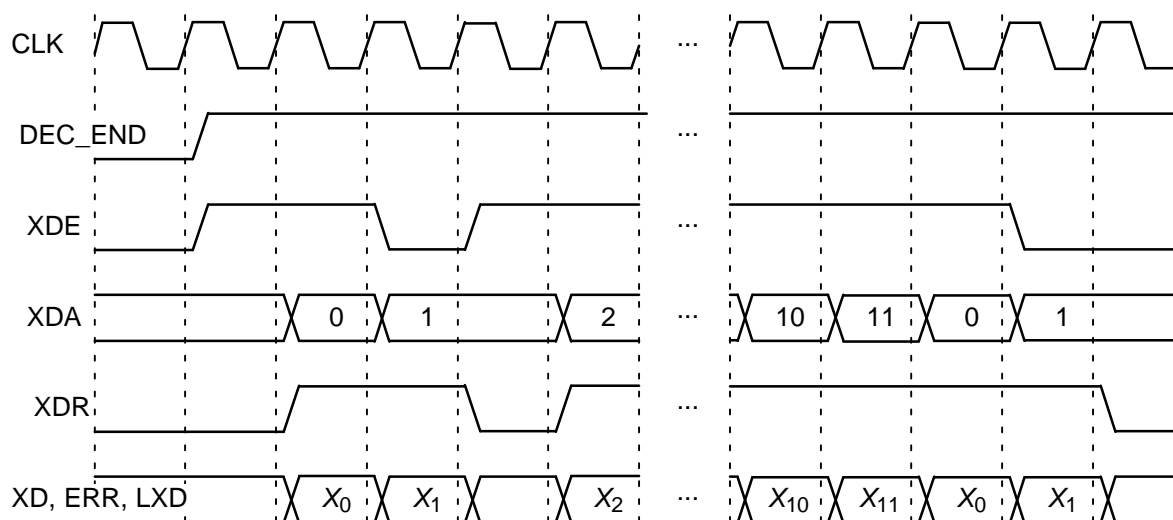 CLK ...
DEC_END ...
XDE ...
XDA 0 1 2 ... 10 11 0 1
XDR ...
XD, ERR, LXD X₀ X₁ X₂ ... X₁₀ X₁₁ X₀ X₁